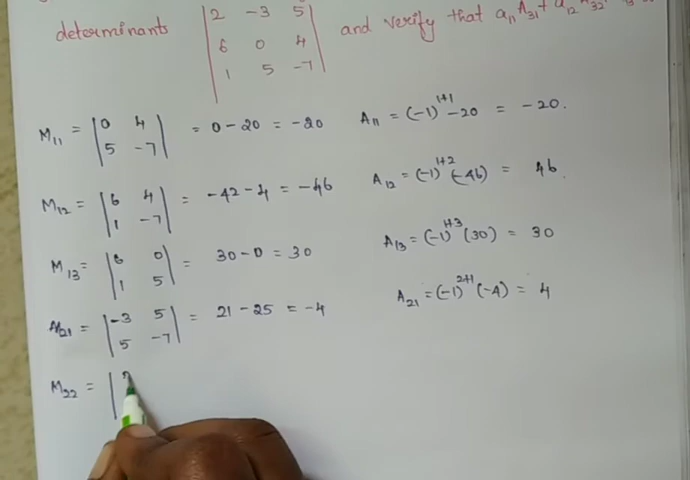 determinants | 2 -3 5 | and verify that a11 A31 + a12 A32
| 6 0 4 |
| 1 5 -7 |
M11 = | 0 4 | = 0 - 20 = -20 A11 = (-1)^1+1 -20 = -20.
| 5 -7 |
M12 = | 6 4 | = -42 - 4 = -46 A12 = (-1)^1+2 (-46) = 46.
| 1 -7 |
M13 = | 6 0 | = 30 - 0 = 30 A13 = (-1)^1+3 (30) = 30
| 1 5 |
M21 = | -3 5 | = 21 - 25 = -4 A21 = (-1)^2+1 (-4) = 4
| 5 -7 |
M22 = |